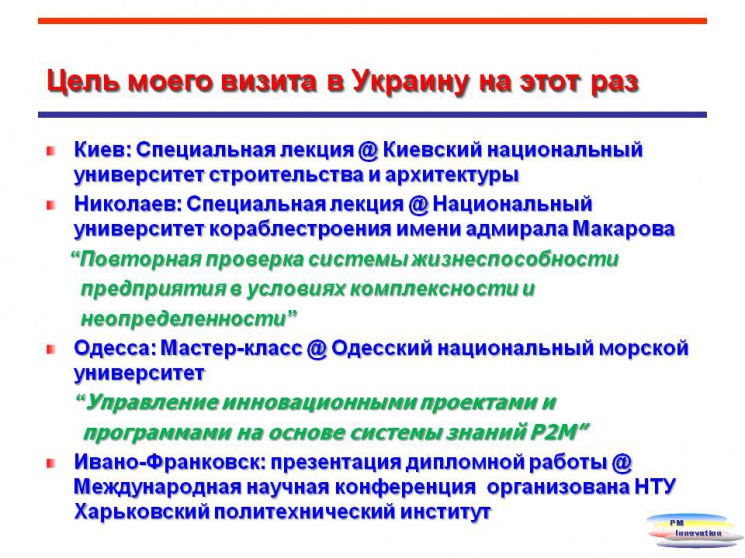 Цель моего визита в Украину на этот раз
Киев: Специальная лекция @ Киевский национальный
университет строительства и архитектуры
Николаев: Специальная лекция @ Национальный
университет кораблестроения имени адмирала Макарова
“Повторная проверка системы жизнеспособности
предприятия в условиях комплексности и
неопределенности”
Одесса: Мастер-класс @ Одесский национальный морской
университет
“Управление инновационными проектами и
программами на основе системы знаний P2M”
Ивано-Франковск: презентация дипломной работы @
Международная научная конференция организована НТУ
Харьковский политехнический институт
PM
Innovation